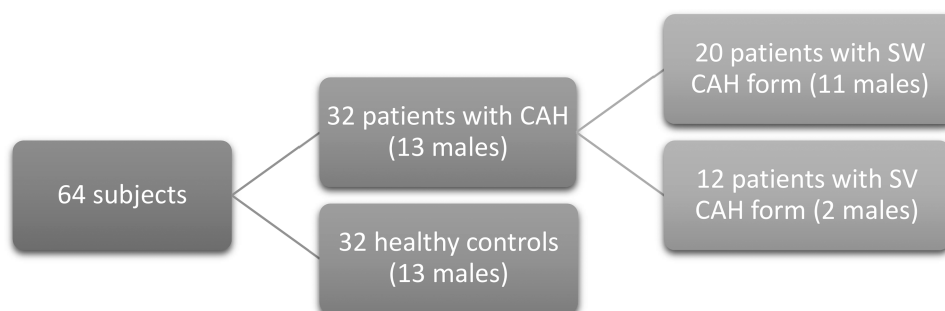 64 subjects
32 patients with CAH
(13 males)
32 healthy controls
(13 males)
20 patients with SW
CAH form (11 males)
12 patients with SV
CAH form (2 males)